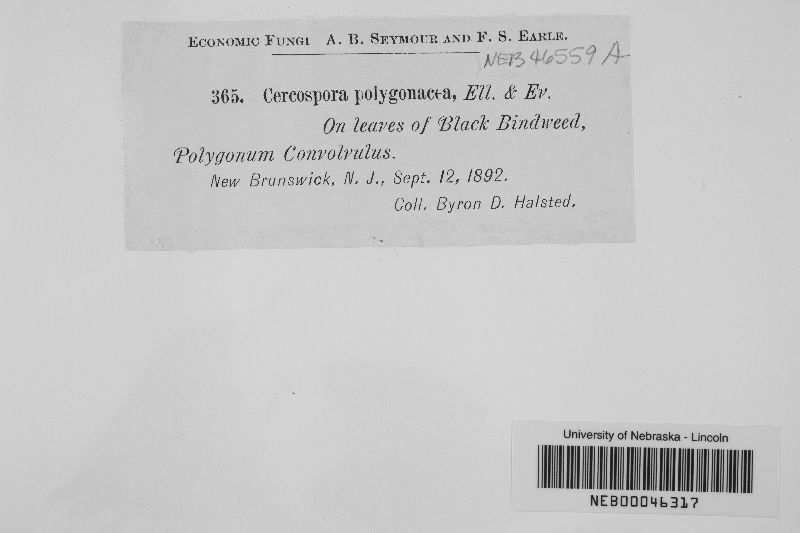 Economic Fungi A. B. Seymour and F. S. Earle.
NEB 46559 A
365. Cercospora polygonacea, Ell. & Ev.
On leaves of Black Bindweed,
Polygonum Convolvulus.
New Brunswick, N. J., Sept. 12, 1892.
Coll. Byron D. Halsted.
University of Nebraska - Lincoln
NEB00046317